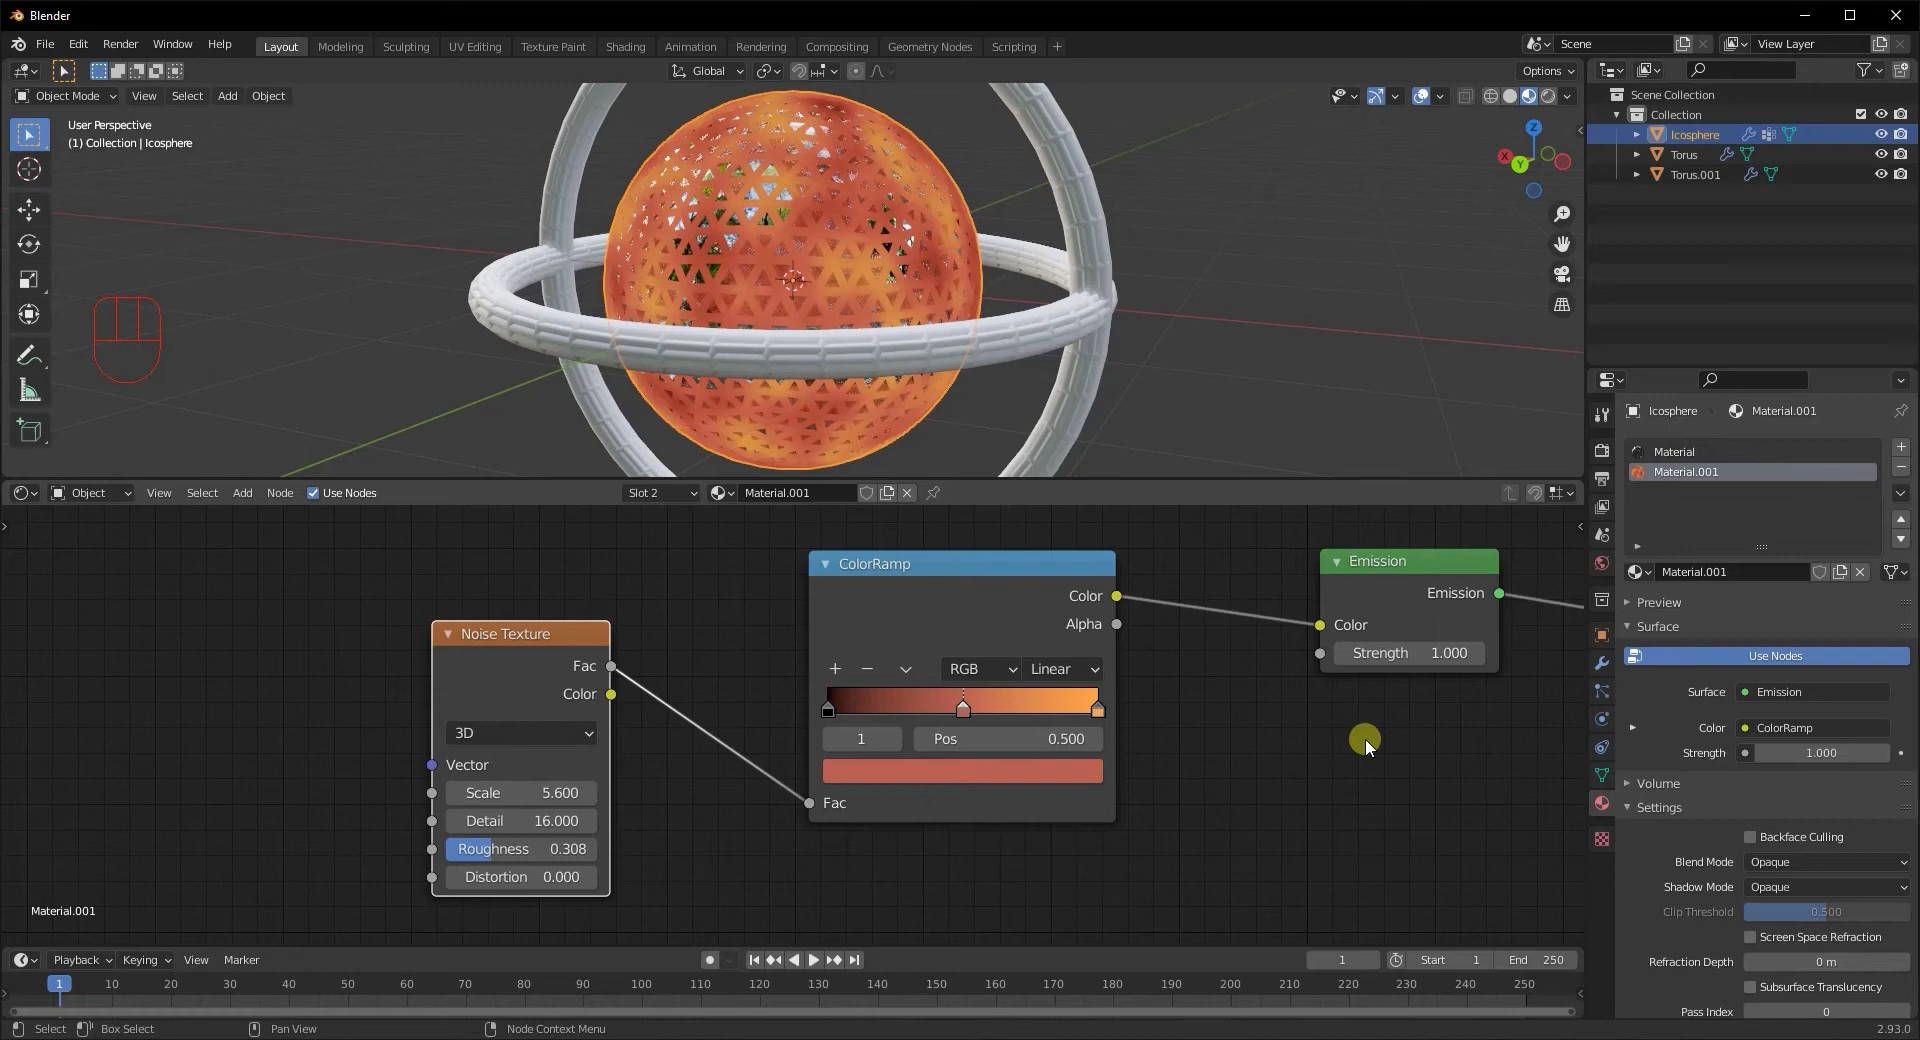 Blender
File Edit Render Window Help Layout Modeling Sculpting UV Editing Texture Paint Shading Animation Rendering Compositing Geometry Nodes Scripting + Scene View Layer
Global Options
Object Mode View Select Add Object
User Perspective
(1) Collection | Icosphere
Z
X
Y
Scene Collection
Collection
Icosphere
Torus
Torus.001
Icosphere Material.001
Material
Material.001
Object View Select Add Node Use Nodes Slot 2 Material.001
Material.001
Preview
Surface
Use Nodes
Surface Emission
Color ColorRamp
Strength 1.000
Volume
Settings
Backface Culling
Blend Mode Opaque
Shadow Mode Opaque
Clip Threshold 0.500
Screen Space Refraction
Refraction Depth 0 m
Subsurface Translucency
Pass Index 0
Noise Texture
Fac
Color
3D
Vector
Scale 5.600
Detail 16.000
Roughness 0.308
Distortion 0.000
ColorRamp
Color
Alpha
RGB Linear
1 Pos 0.500
Fac
Emission
Emission
Color
Strength 1.000
Material.001
Playback Keying View Marker 1 Start 1 End 250
1 10 20 30 40 50 60 70 80 90 100 110 120 130 140 150 160 170 180 190 200 210 220 230 240 250
Select Box Select Pan View Node Context Menu 2.93.0